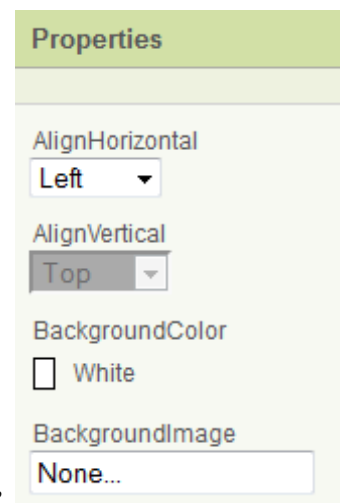 Properties
AlignHorizontal
Left
AlignVertical
Top
BackgroundColor
White
BackgroundImage
None...